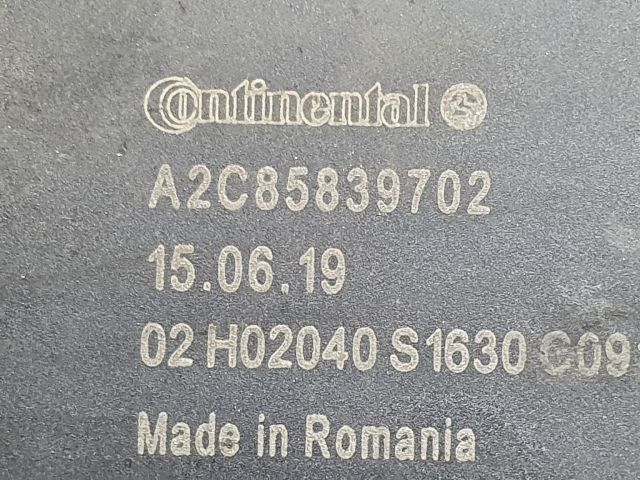 Continental
A2C85839702
15.06.19
02 H02040 S1630
Made in Romania